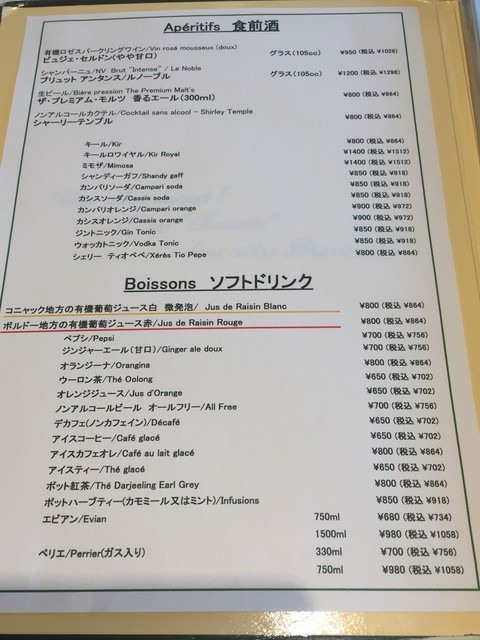 Apéritifs 食前酒
有機ロゼスパークリングワイン/Vin rosé mousseux (doux)
ビュジェ・セルドン(やや甘口) グラス(105cc) ¥950(税込 ¥1026)
シャンパーニュ/NV Brut "Intense" / Le Noble
ブリュット アンタンス/ルノーブル グラス(105cc) ¥1200(税込 ¥1296)
生ビール/Bière pression The Premium Malt's
ザ・プレミアム・モルツ 香るエール(300ml) ¥800(税込 ¥864)
ノンアルコールカクテル/Cocktail sans alcool - Shirley Temple
シャーリーテンプル ¥800(税込 ¥864)
キール/Kir ¥800(税込 ¥864)
キールロワイヤル/Kir Royal ¥1400(税込 ¥1512)
ミモザ/Mimosa ¥1400(税込 ¥1512)
シャンディーガフ/Shandy gaff ¥850(税込 ¥918)
カンパリソーダ/Campari soda ¥850(税込 ¥918)
カシスソーダ/Cassis soda ¥850(税込 ¥918)
カンパリオレンジ/Campari orange ¥900(税込 ¥972)
カシスオレンジ/Cassis orange ¥900(税込 ¥972)
ジントニック/Gin Tonic ¥850(税込 ¥918)
ウォッカトニック/Vodka Tonic ¥850(税込 ¥918)
シェリー ティオペペ/Xérès Tio Pepe ¥800(税込 ¥864)
Boissons ソフトドリンク
コニャック地方の有機葡萄ジュース白 微発泡/ Jus de Raisin Blanc ¥800(税込 ¥864)
ボルドー地方の有機葡萄ジュース赤/Jus de Raisin Rouge ¥800(税込 ¥864)
ペプシ/Pepsi ¥700(税込 ¥756)
ジンジャーエール(甘口)/Ginger ale doux ¥700(税込 ¥756)
オランジーナ/Orangina ¥800(税込 ¥864)
ウーロン茶/Thé Oolong ¥650(税込 ¥702)
オレンジジュース/Jus d'Orange ¥650(税込 ¥702)
ノンアルコールビール オールフリー/All Free ¥700(税込 ¥756)
デカフェ(ノンカフェイン)/Décafé ¥650(税込 ¥702)
アイスコーヒー/Café glacé ¥650(税込 ¥702)
アイスカフェオレ/Café au lait glacé ¥800(税込 ¥864)
アイスティー/Thé glacé ¥650(税込 ¥702)
ポット紅茶/Thé Darjeeling Earl Grey ¥800(税込 ¥864)
ポットハーブティー(カモミール又はミント)/Infusions ¥850(税込 ¥918)
エビアン/Evian 750ml ¥680(税込 ¥734)
1500ml ¥980(税込 ¥1058)
ペリエ/Perrier(ガス入り) 330ml ¥700(税込 ¥756)
750ml ¥980(税込 ¥1058)